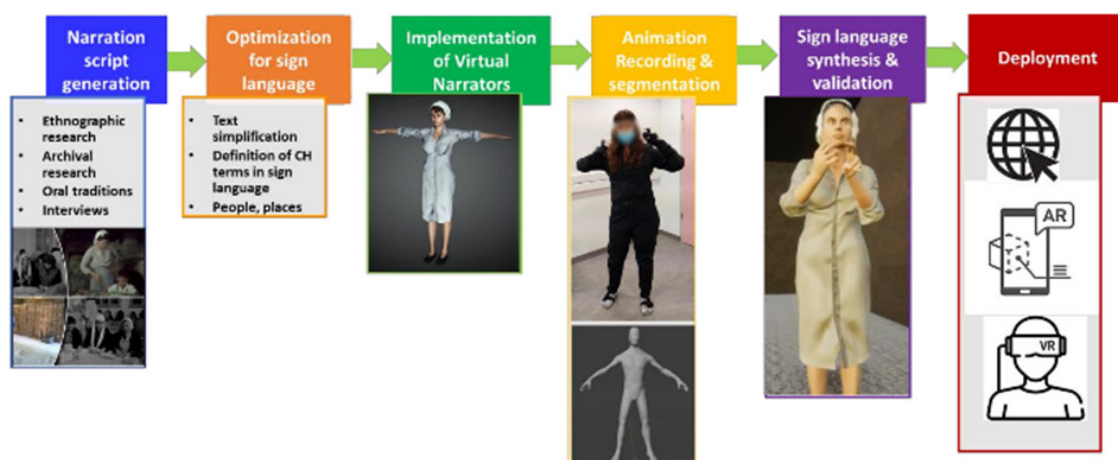 Narration
script
generation
Optimization
for sign
language
Implementation
of Virtual
Narrators
Animation
Recording &
segmentation
Sign language
synthesis &
validation
Deployment
• Ethnographic
research
• Archival
research
• Oral traditions
• Interviews
• Text
simplification
• Definition of CH
terms in sign
language
• People, places
AR
VR